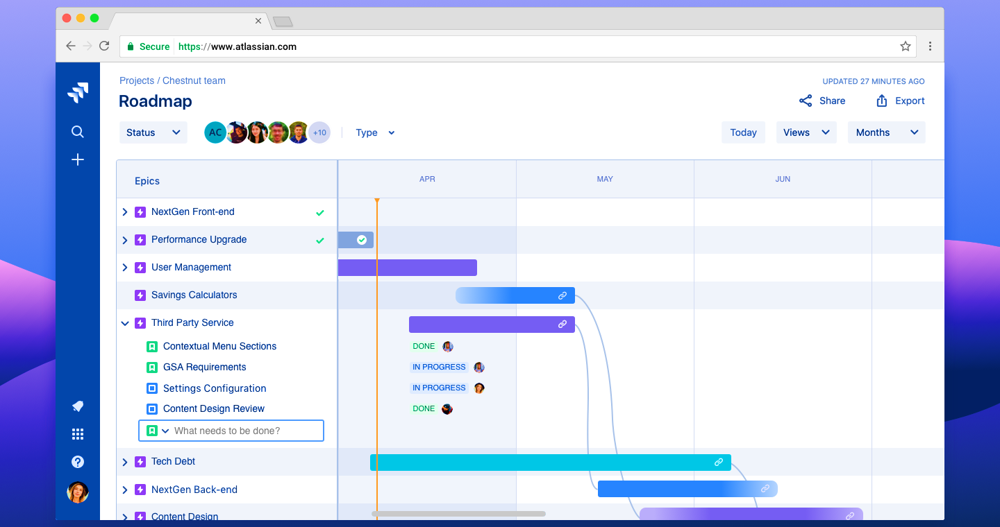 Secure https://www.atlassian.com
Projects / Chestnut team
UPDATED 27 MINUTES AGO
Roadmap
Share Export
Status AC +10 Type Today Views Months
Epics APR MAY JUN
NextGen Front-end
Performance Upgrade
User Management
Savings Calculators
Third Party Service
Contextual Menu Sections DONE
GSA Requirements IN PROGRESS
Settings Configuration IN PROGRESS
Content Design Review DONE
What needs to be done?
Tech Debt
NextGen Back-end
Content Design